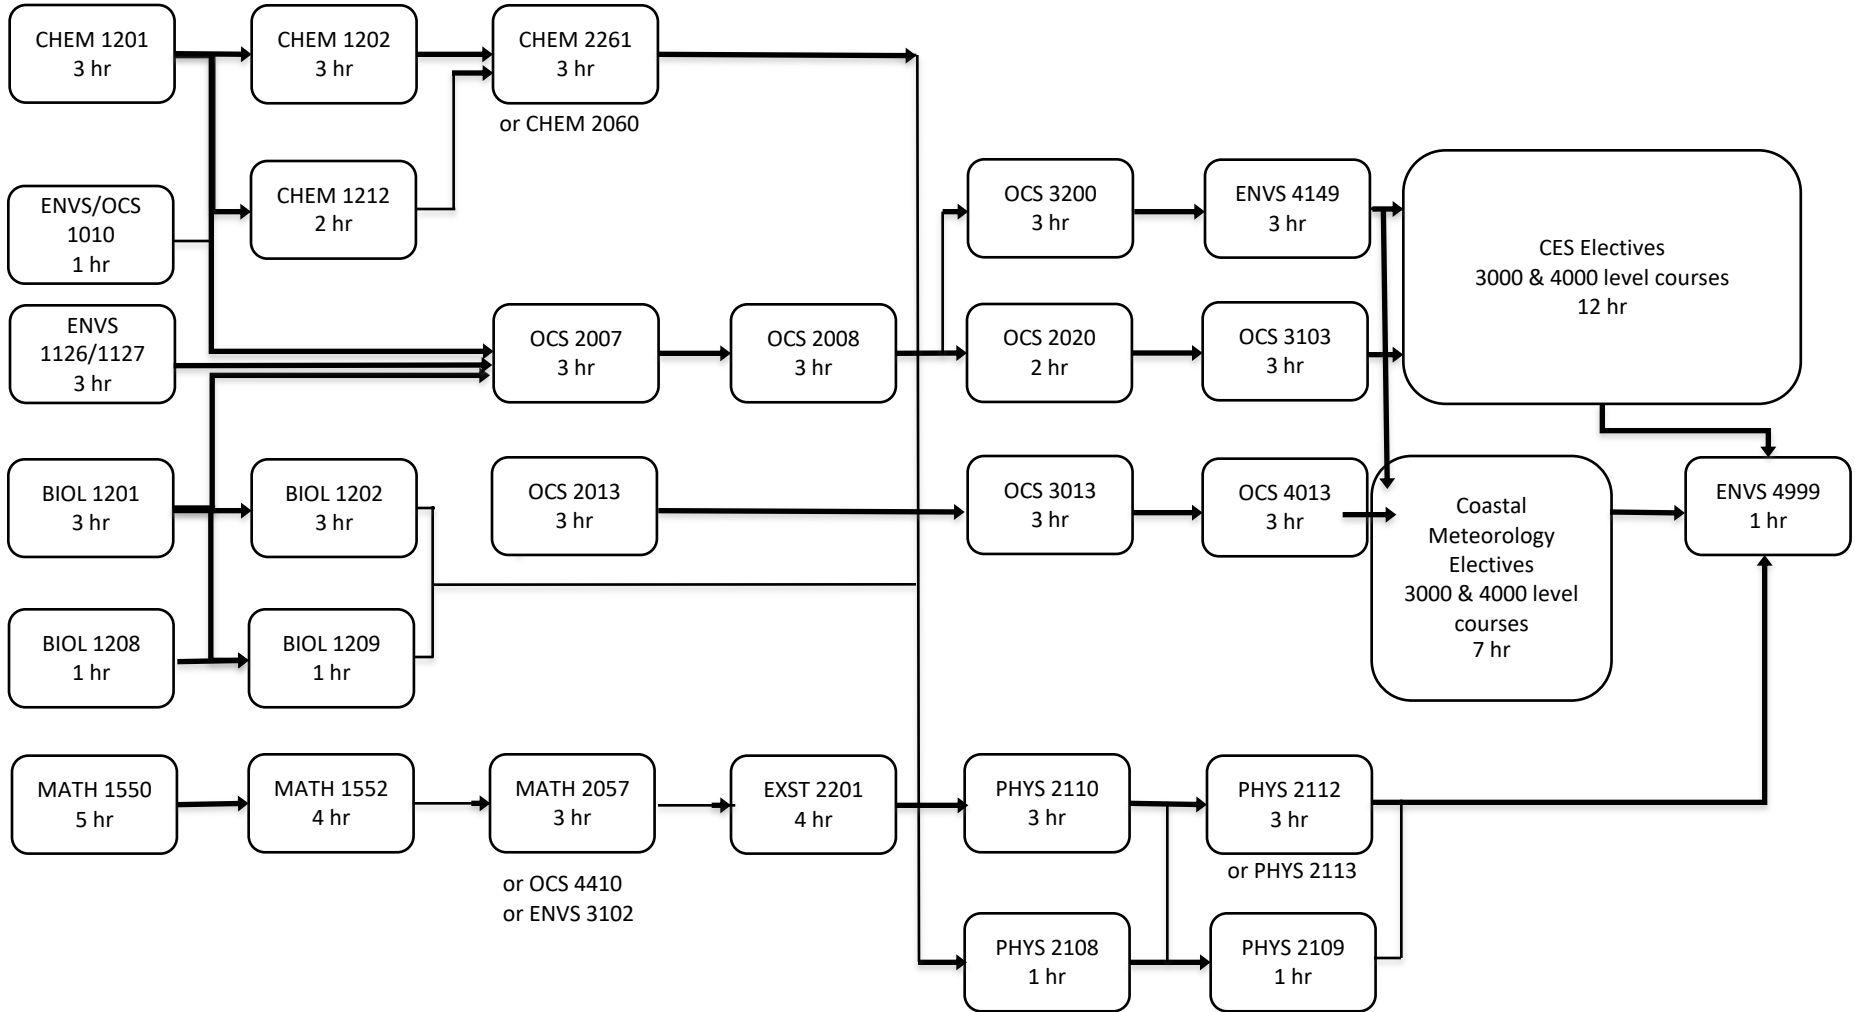 CHEM 1201
3 hr
CHEM 1202
3 hr
CHEM 2261
3 hr
or CHEM 2060
ENVS/OCS
1010
1 hr
CHEM 1212
2 hr
OCS 3200
3 hr
ENVS 4149
3 hr
CES Electives
3000 & 4000 level courses
12 hr
ENVS
1126/1127
3 hr
OCS 2007
3 hr
OCS 2008
3 hr
OCS 2020
2 hr
OCS 3103
3 hr
BIOL 1201
3 hr
BIOL 1202
3 hr
OCS 2013
3 hr
OCS 3013
3 hr
OCS 4013
3 hr
Coastal
Meteorology
Electives
3000 & 4000 level
courses
7 hr
ENVS 4999
1 hr
BIOL 1208
1 hr
BIOL 1209
1 hr
MATH 1550
5 hr
MATH 1552
4 hr
MATH 2057
3 hr
or OCS 4410
or ENVS 3102
EXST 2201
4 hr
PHYS 2110
3 hr
PHYS 2112
3 hr
or PHYS 2113
PHYS 2108
1 hr
PHYS 2109
1 hr